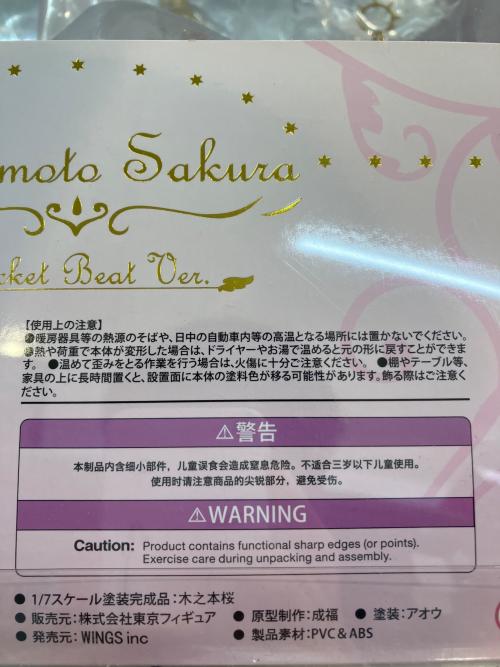 moto Sakura
cket Beat Ver.
【使用上の注意】
●暖房器具等の熱源のそばや、日中の自動車内等の高温となる場所には置かないでください。
●熱や荷重で本体が変形した場合は、ドライヤーやお湯で温めると元の形に戻すことができま
す。 ●温めて歪みをとる作業を行う場合は、火傷に十分ご注意ください。 ●棚やテーブル等、
家具の上に長時間置くと、設置面に本体の塗料色が移る可能性があります。飾る際はご注意く
ださい。
⚠警告
本制品内含细小部件，儿童误食会造成窒息危险。不适合三岁以下儿童使用。
使用时请注意商品的尖锐部分，避免受伤。
⚠WARNING
Caution: Product contains functional sharp edges (or points).
Exercise care during unpacking and assembly.
● 1/7スケール塗装完成品：木之本桜
● 販売元：株式会社東京フィギュア ● 原型制作：成福 ● 塗装：アオウ
● 発売元：WINGS inc ● 製品素材：PVC＆ABS